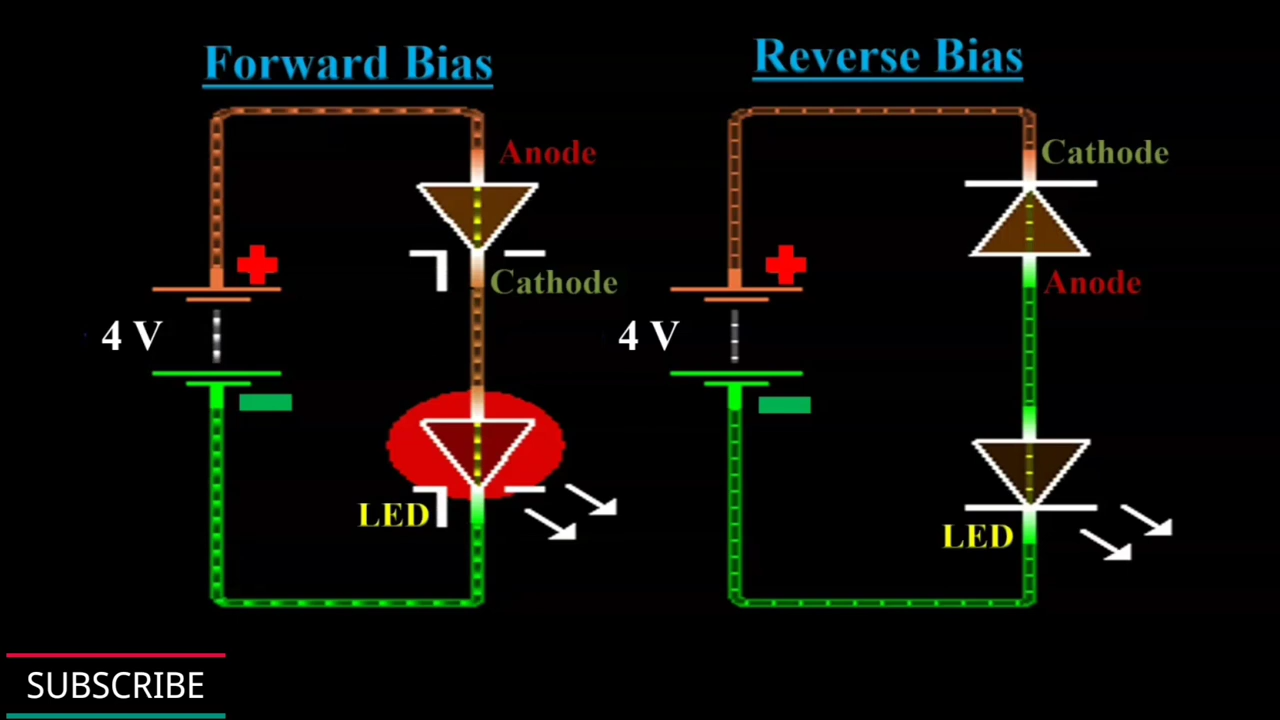 Forward Bias
Reverse Bias
Anode
Cathode
4 V
LED
Cathode
Anode
4 V
LED
SUBSCRIBE